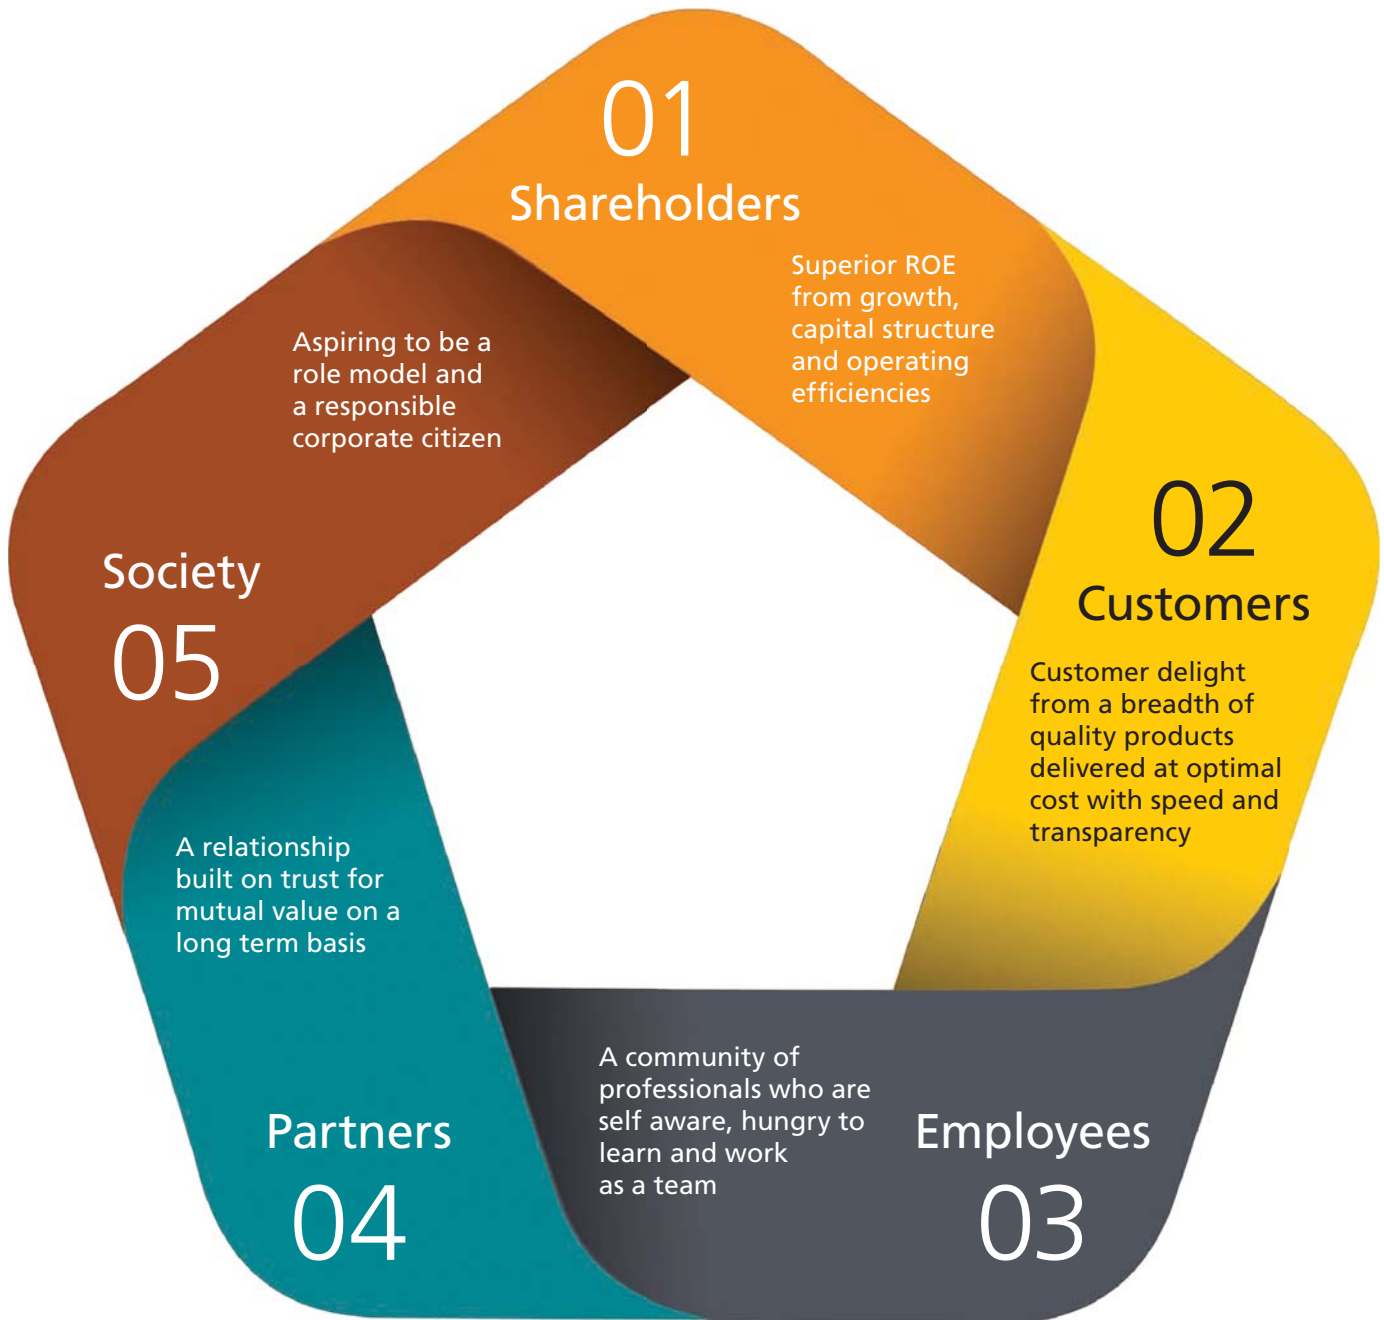 01
Shareholders
Superior ROE
from growth,
capital structure
and operating
efficiencies
02
Customers
Customer delight
from a breadth of
quality products
delivered at optimal
cost with speed and
transparency
Employees
03
A community of
professionals who are
self aware, hungry to
learn and work
as a team
Partners
04
A relationship
built on trust for
mutual value on a
long term basis
Society
05
Aspiring to be a
role model and
a responsible
corporate citizen